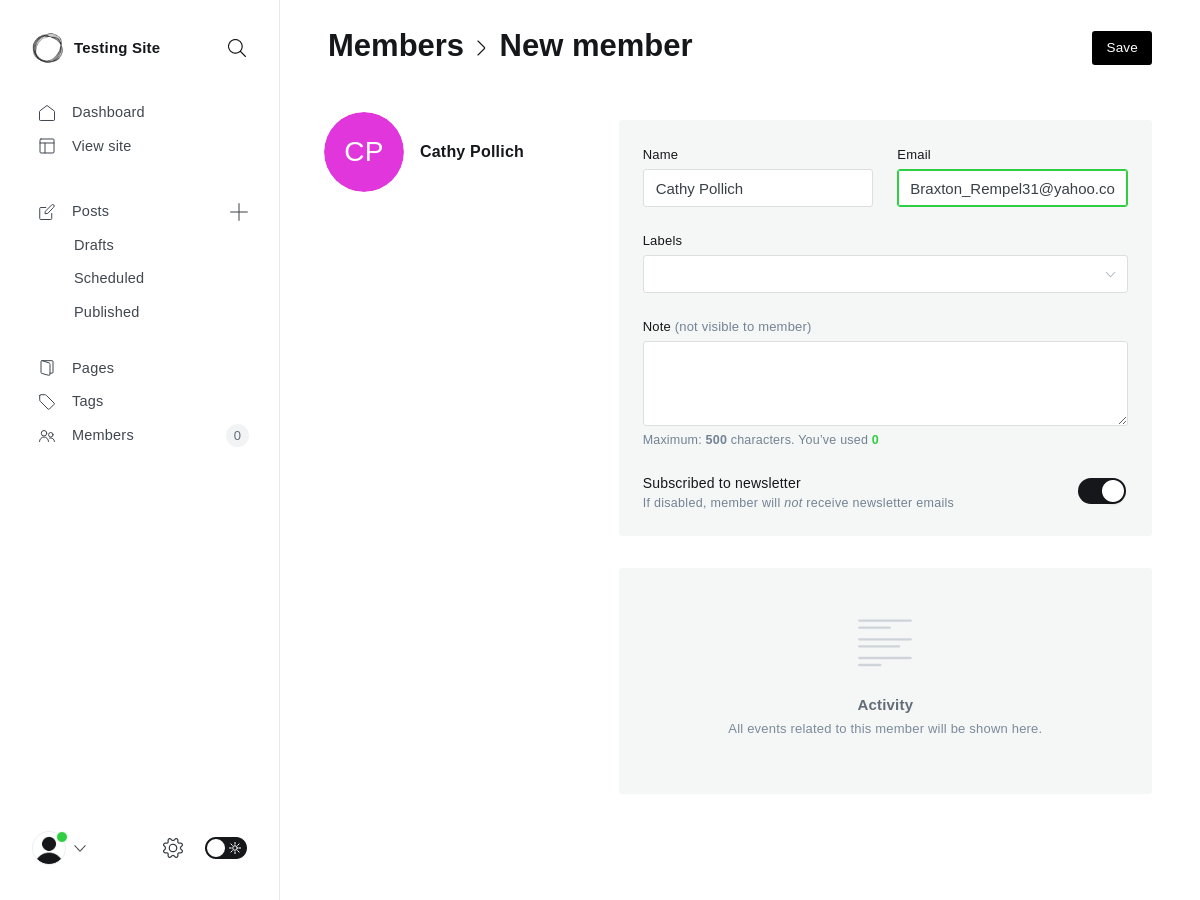 Testing Site
Members > New member
Save
Dashboard
View site
Posts
Drafts
Scheduled
Published
Pages
Tags
Members 0
CP
Cathy Pollich
Name
Cathy Pollich
Email
Braxton_Rempel31@yahoo.co
Labels
Note (not visible to member)
Maximum: 500 characters. You've used 0
Subscribed to newsletter
If disabled, member will not receive newsletter emails
Activity
All events related to this member will be shown here.